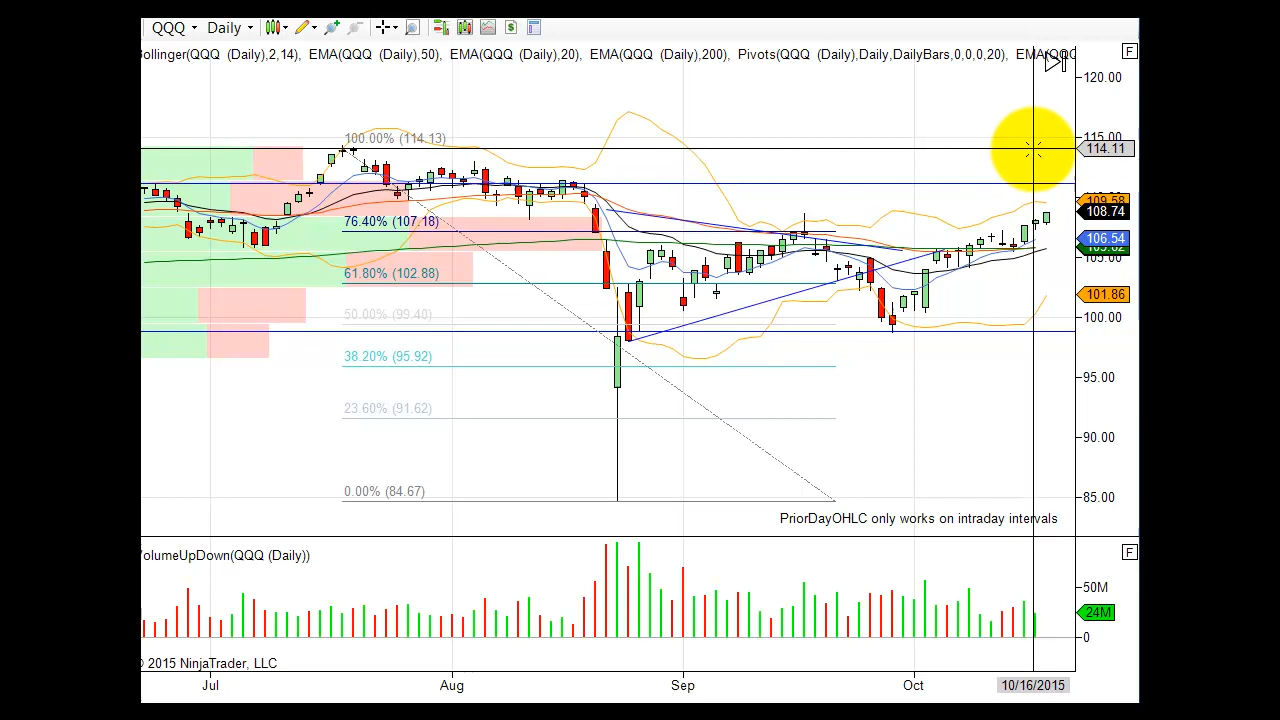 QQQ Daily
Bollinger(QQQ (Daily),2,14), EMA(QQQ (Daily),50), EMA(QQQ (Daily),20), EMA(QQQ (Daily),200), Pivots(QQQ (Daily),Daily,DailyBars,0,0,0,20), EMA(QQQ
F
120.00
100.00% (114.13)
115.00
114.11
109.58
108.74
76.40% (107.18)
106.54
105.00
61.80% (102.88)
101.86
50.00% (99.40)
100.00
38.20% (95.92)
95.00
23.60% (91.62)
90.00
0.00% (84.67)
85.00
PriorDayOHLC only works on intraday intervals
VolumeUpDown(QQQ (Daily))
F
50M
24M
0
© 2015 NinjaTrader, LLC
Jul Aug Sep Oct 10/16/2015